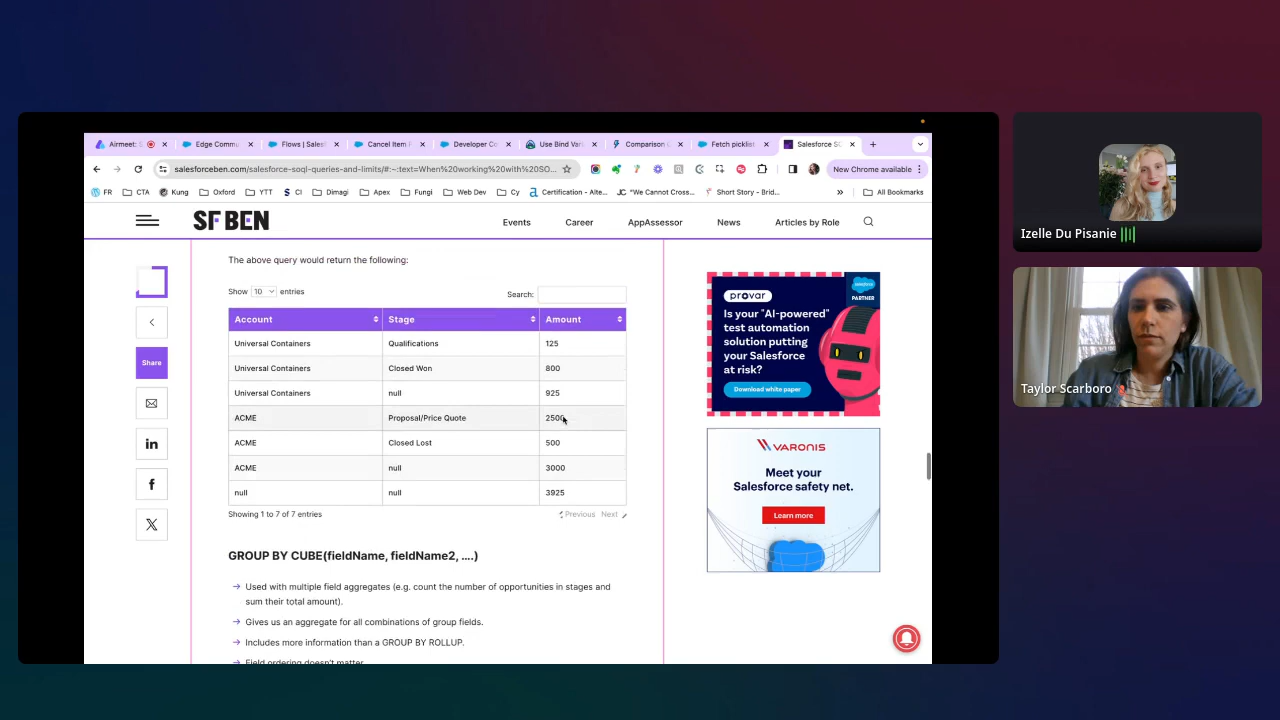 Airmeet: S
Edge Commu
Flows | Sales
Cancel Item
Developer Co
Use Bind Var
Comparison
Fetch picklist
Salesforce SO
salesforceben.com/salesforce-soql-queries-and-limits/#:~:text=When%20working%20with%20SO...
New Chrome available
FR
CTA
Kung
Oxford
YTT
CI
Dimagi
Apex
Fungi
Web Dev
Cy
Certification - Alte...
"We Cannot Cross...
Short Story - Brid...
»
All Bookmarks
SF BEN
Events
Career
AppAssessor
News
Articles by Role
The above query would return the following:
Show 10 entries
Search:
Account Stage Amount
Universal Containers Qualifications 125
Universal Containers Closed Won 800
Universal Containers null 925
ACME Proposal/Price Quote 2500
ACME Closed Lost 500
ACME null 3000
null null 3925
Showing 1 to 7 of 7 entries
Previous Next
GROUP BY CUBE(fieldName, fieldName2, ....)
→ Used with multiple field aggregates (e.g. count the number of opportunities in stages and
sum their total amount).
→ Gives us an aggregate for all combinations of group fields.
→ Includes more information than a GROUP BY ROLLUP.
→ Field ordering doesn't matter
Share
provar
salesforce
PARTNER
Is your "AI-powered"
test automation
solution putting
your Salesforce
at risk?
Download white paper
VARONIS
Meet your
Salesforce safety net.
Learn more
Izelle Du Pisanie
Taylor Scarboro